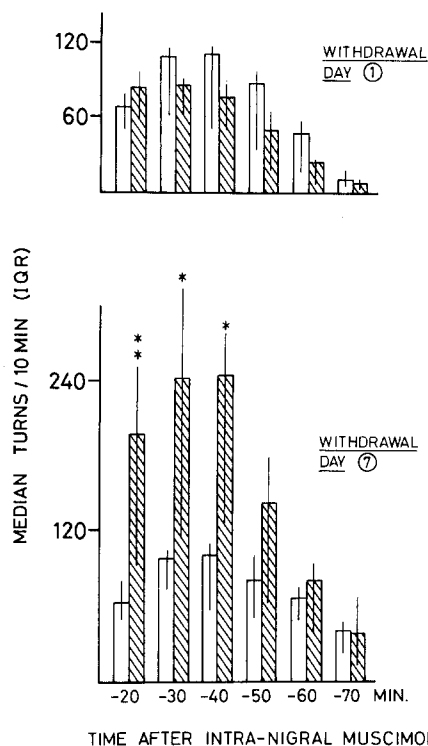 120
60
WITHDRAWAL
DAY ①
MEDIAN TURNS / 10 MIN (IQR)
*
*
*
*
240
120
WITHDRAWAL
DAY ⑦
-20 -30 -40 -50 -60 -70 MIN.
TIME AFTER INTRA-NIGRAL MUSCIMOL